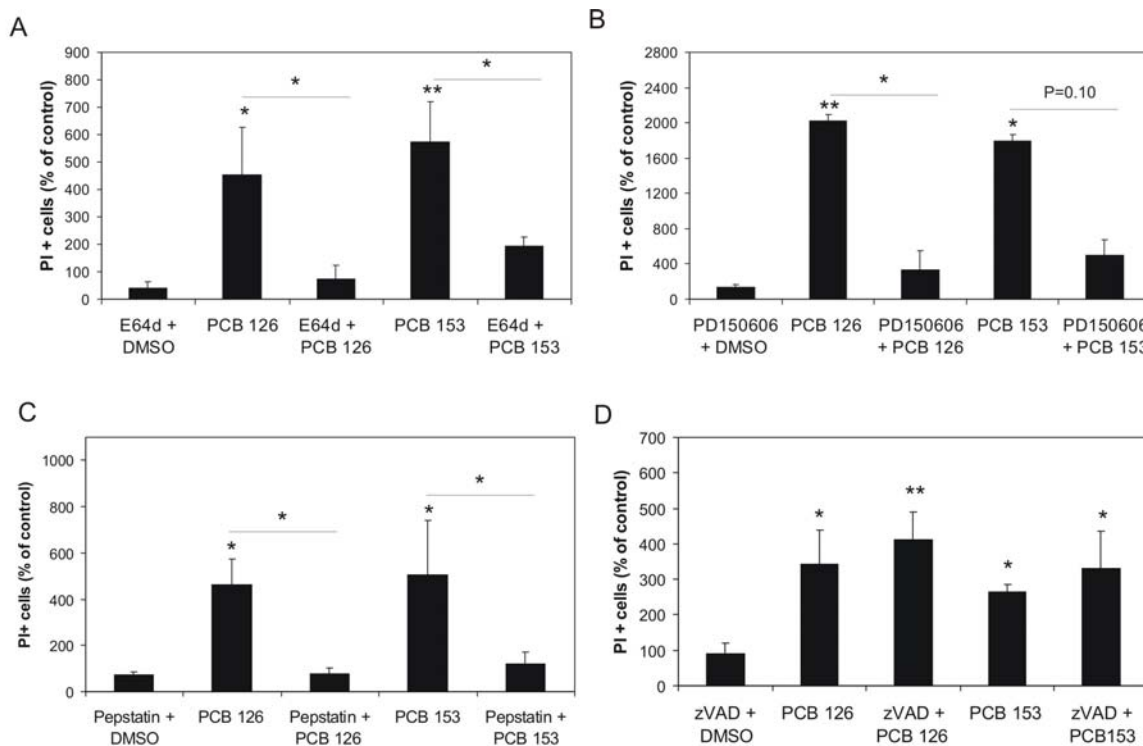 A
PI + cells (% of control)
900
800
700
600
500
400
300
200
100
0
*
*
**
*
E64d + DMSO
PCB 126
E64d + PCB 126
PCB 153
E64d + PCB 153
B
PI + cells (% of control)
2800
2400
2000
1600
1200
800
400
0
**
*
*
P=0.10
PD150606 + DMSO
PCB 126
PD150606 + PCB 126
PCB 153
PD150606 + PCB 153
C
PI+ cells (% of control)
1000
800
600
400
200
0
*
*
*
*
Pepstatin + DMSO
PCB 126
Pepstatin + PCB 126
PCB 153
Pepstatin + PCB 153
D
PI + cells (% of control)
700
600
500
400
300
200
100
0
*
**
*
*
zVAD + DMSO
PCB 126
zVAD + PCB 126
PCB 153
zVAD + PCB153